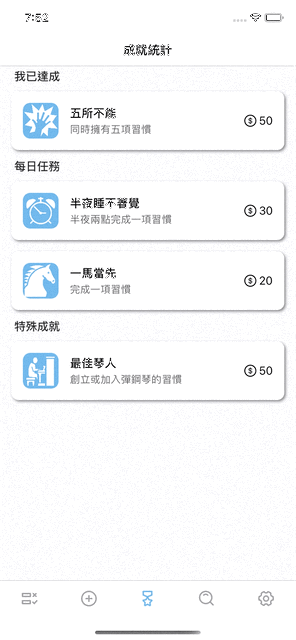 7:52
成就統計
我已達成
五所不能
同時擁有五項習慣
50
每日任務
半夜睡不著覺
半夜兩點完成一項習慣
30
一馬當先
完成一項習慣
20
特殊成就
最佳琴人
創立或加入彈鋼琴的習慣
50